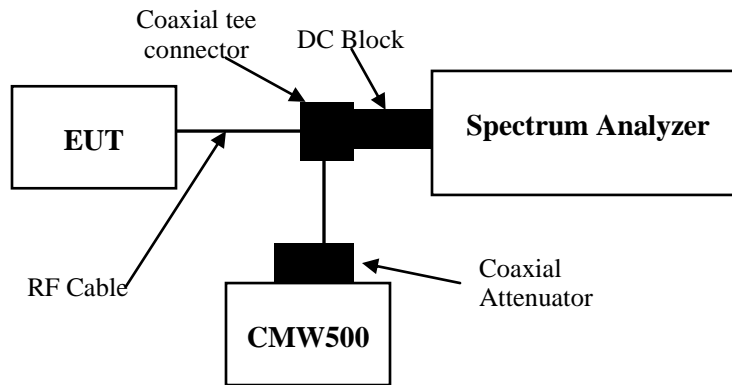 Coaxial tee
connector
DC Block
EUT
Spectrum Analyzer
RF Cable
Coaxial
Attenuator
CMW500